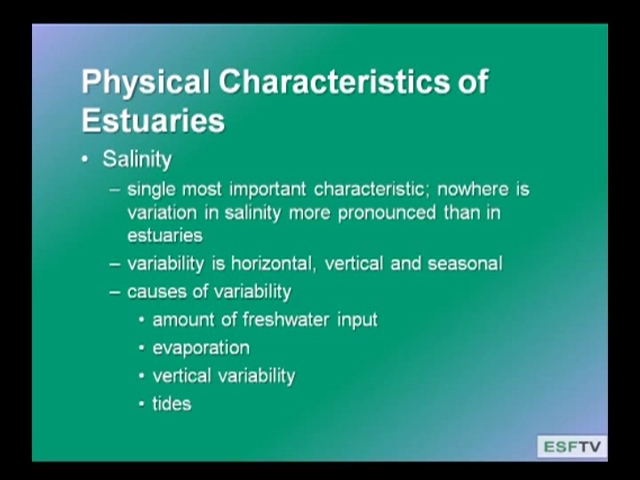 Physical Characteristics of
Estuaries
• Salinity
– single most important characteristic; nowhere is
variation in salinity more pronounced than in
estuaries
– variability is horizontal, vertical and seasonal
– causes of variability
• amount of freshwater input
• evaporation
• vertical variability
• tides
ESFTV